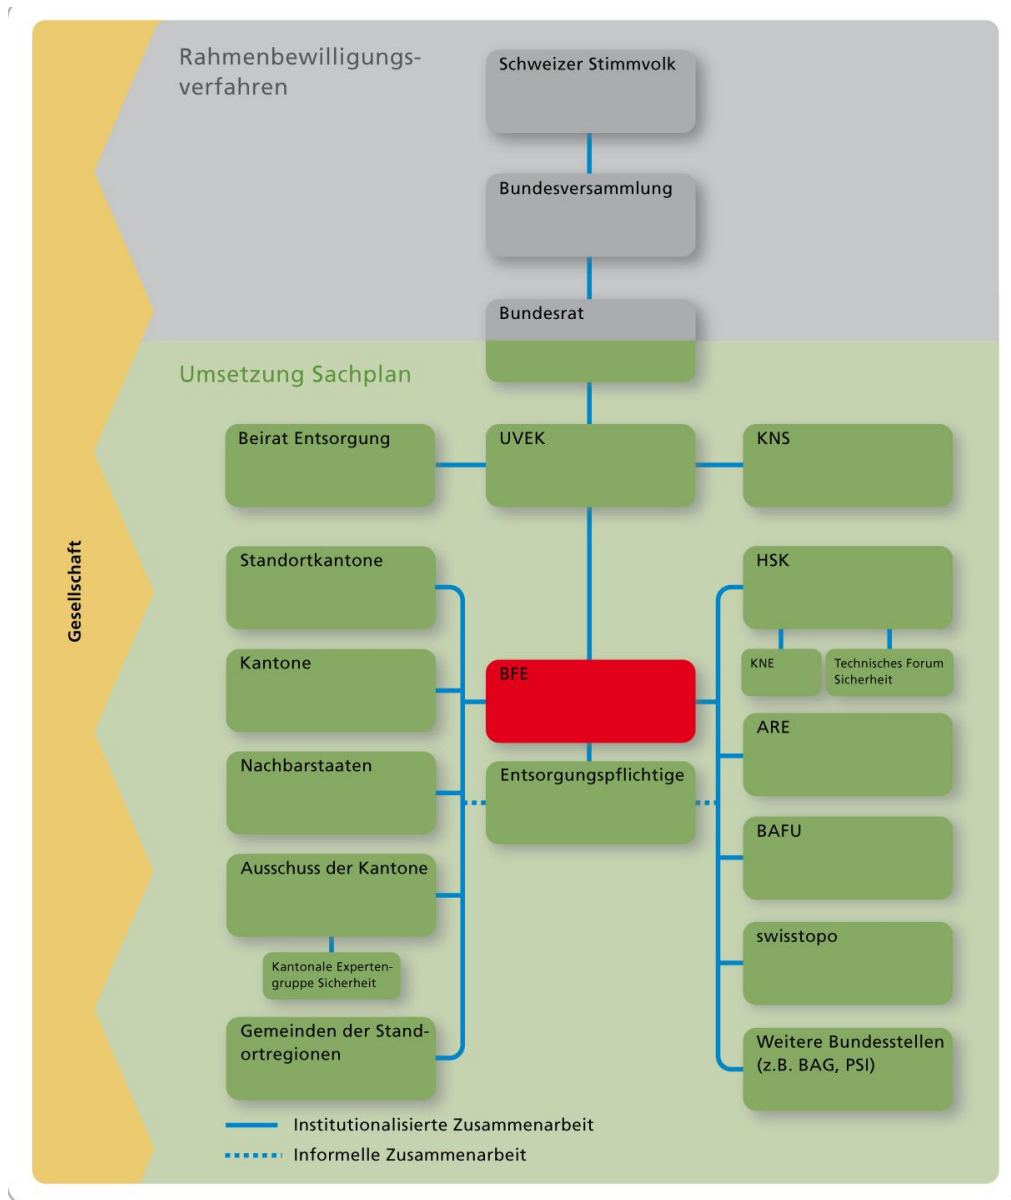 Rahmenbewilligungs-
verfahren
Schweizer Stimmvolk
Bundesversammlung
Bundesrat
Umsetzung Sachplan
Beirat Entsorgung
UVEK
KNS
Gesellschaft
Standortkantone
HSK
Kantone
BFE
KNE
Technisches Forum
Sicherheit
ARE
Nachbarstaaten
Entsorgungspflichtige
BAFU
Ausschuss der Kantone
swisstopo
Kantonale Experten-
gruppe Sicherheit
Gemeinden der Stand-
ortregionen
Weitere Bundesstellen
(z.B. BAG, PSI)
Institutionalisierte Zusammenarbeit
Informelle Zusammenarbeit